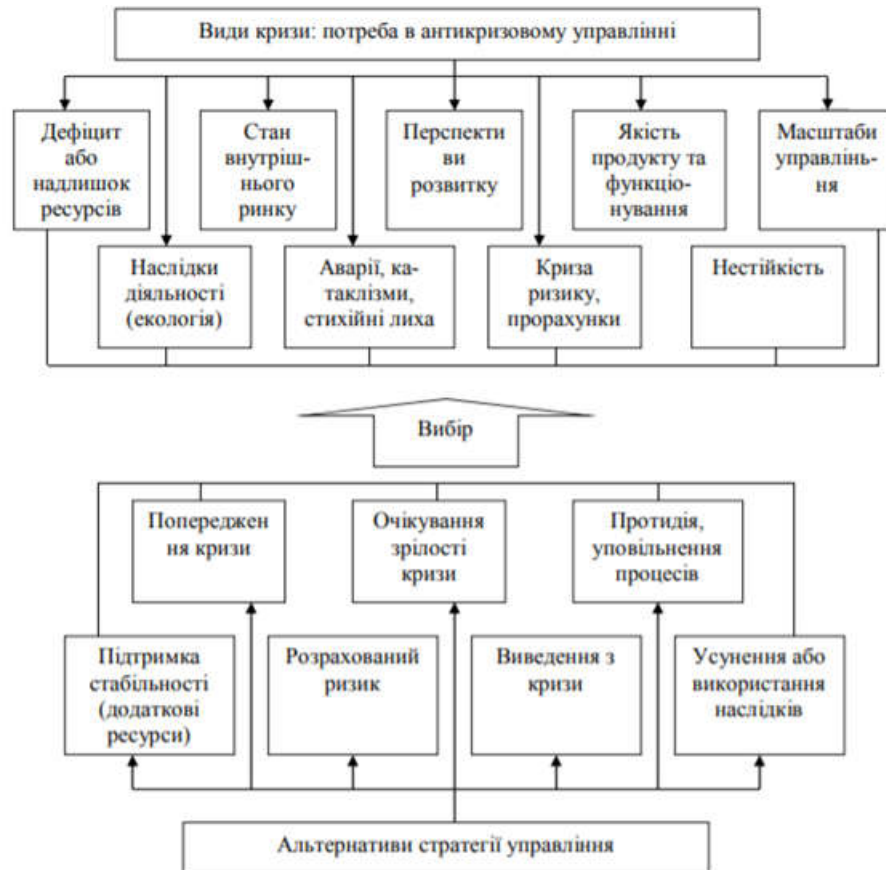 Види кризи: потреба в антикризовому управлінні
Дефіцит
або
надлишок
ресурсів
Стан
внутріш-
нього
ринку
Перспекти
ви
розвитку
Якість
продукту та
функціо-
нування
Масштаби
управлінь-
ня
Наслідки
діяльності
(екологія)
Аварії, ка-
таклізми,
стихійні лиха
Криза
ризику,
прорахунки
Нестійкість
Вибір
Попереджен
ня кризи
Очікування
зрілості
кризи
Протидія,
уповільнення
процесів
Підтримка
стабільності
(додаткові
ресурси)
Розрахований
ризик
Виведення з
кризи
Усунення або
використання
наслідків
Альтернативи стратегії управління